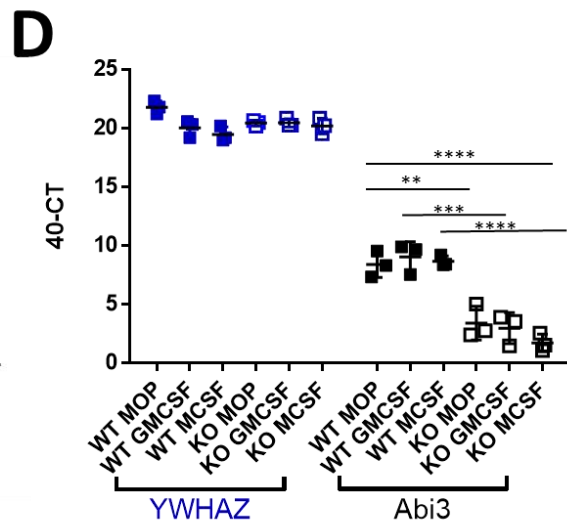 D
25
20
15
10
5
0
40-CT
****
**
***
****
WT MOP
WT GMCSF
WT MCSF
KO MOP
KO GMCSF
KO MCSF
WT MOP
WT GMCSF
WT MCSF
KO MOP
KO GMCSF
KO MCSF
YWHAZ
Abi3